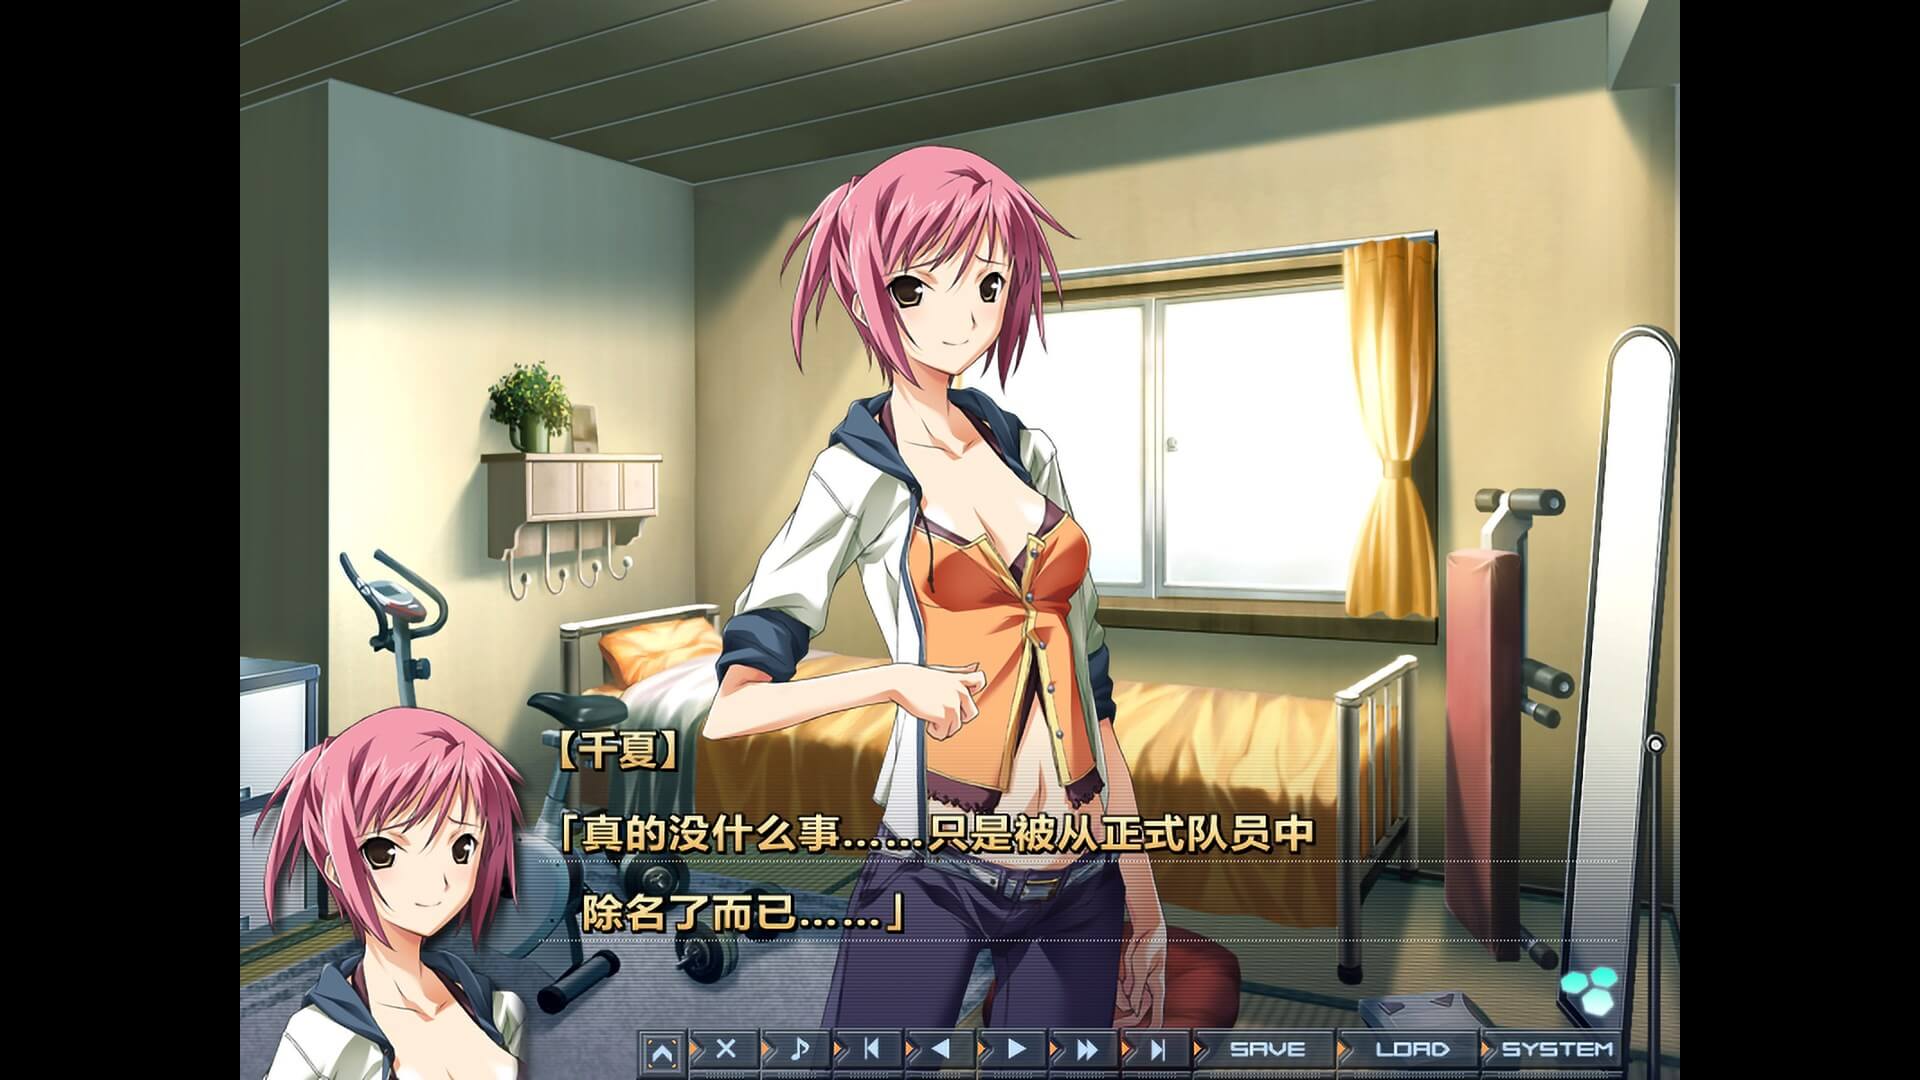 【千夏】
「真的没什么事……只是被从正式队员中
除名了而已……」
SAVE
LOAD
SYSTEM